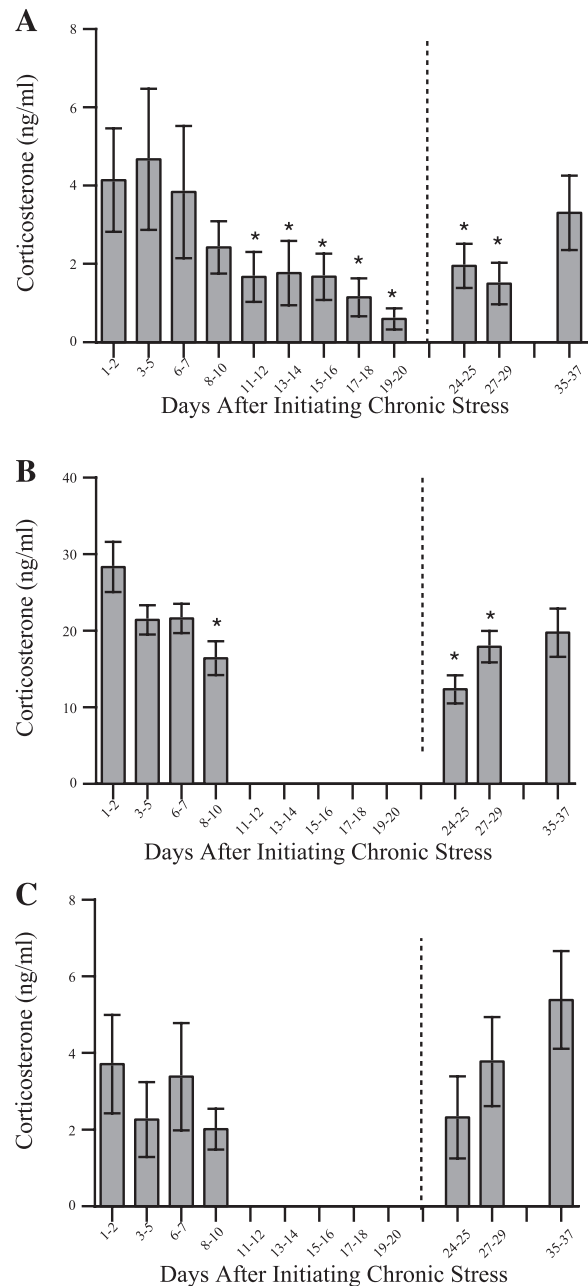 A
Corticosterone (ng/ml)
8
6
4
2
0
* * * * * * *
1-2 3-5 6-7 8-10 11-12 13-14 15-16 17-18 19-20 24-25 27-29 35-37
Days After Initiating Chronic Stress
B
Corticosterone (ng/ml)
40
30
20
10
0
* * *
1-2 3-5 6-7 8-10 11-12 13-14 15-16 17-18 19-20 24-25 27-29 35-37
Days After Initiating Chronic Stress
C
Corticosterone (ng/ml)
8
6
4
2
0
1-2 3-5 6-7 8-10 11-12 13-14 15-16 17-18 19-20 24-25 27-29 35-37
Days After Initiating Chronic Stress